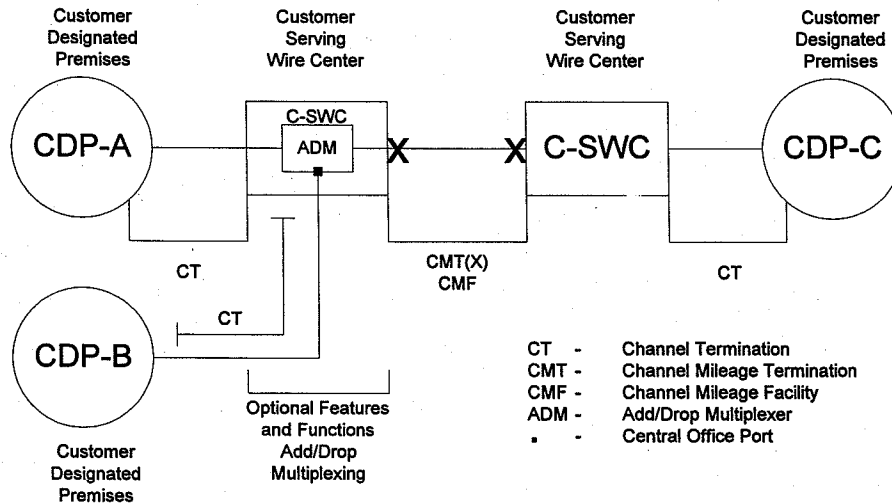 Customer
Designated
Premises
Customer
Serving
Wire Center
Customer
Serving
Wire Center
Customer
Designated
Premises
CDP-A
C-SWC
ADM
X
X
C-SWC
CDP-C
CT
CMT(X)
CMF
CT
CT
CDP-B
Customer
Designated
Premises
Optional Features
and Functions
Add/Drop
Multiplexing
CT - Channel Termination
CMT - Channel Mileage Termination
CMF - Channel Mileage Facility
ADM - Add/Drop Multiplexer
▪ - Central Office Port